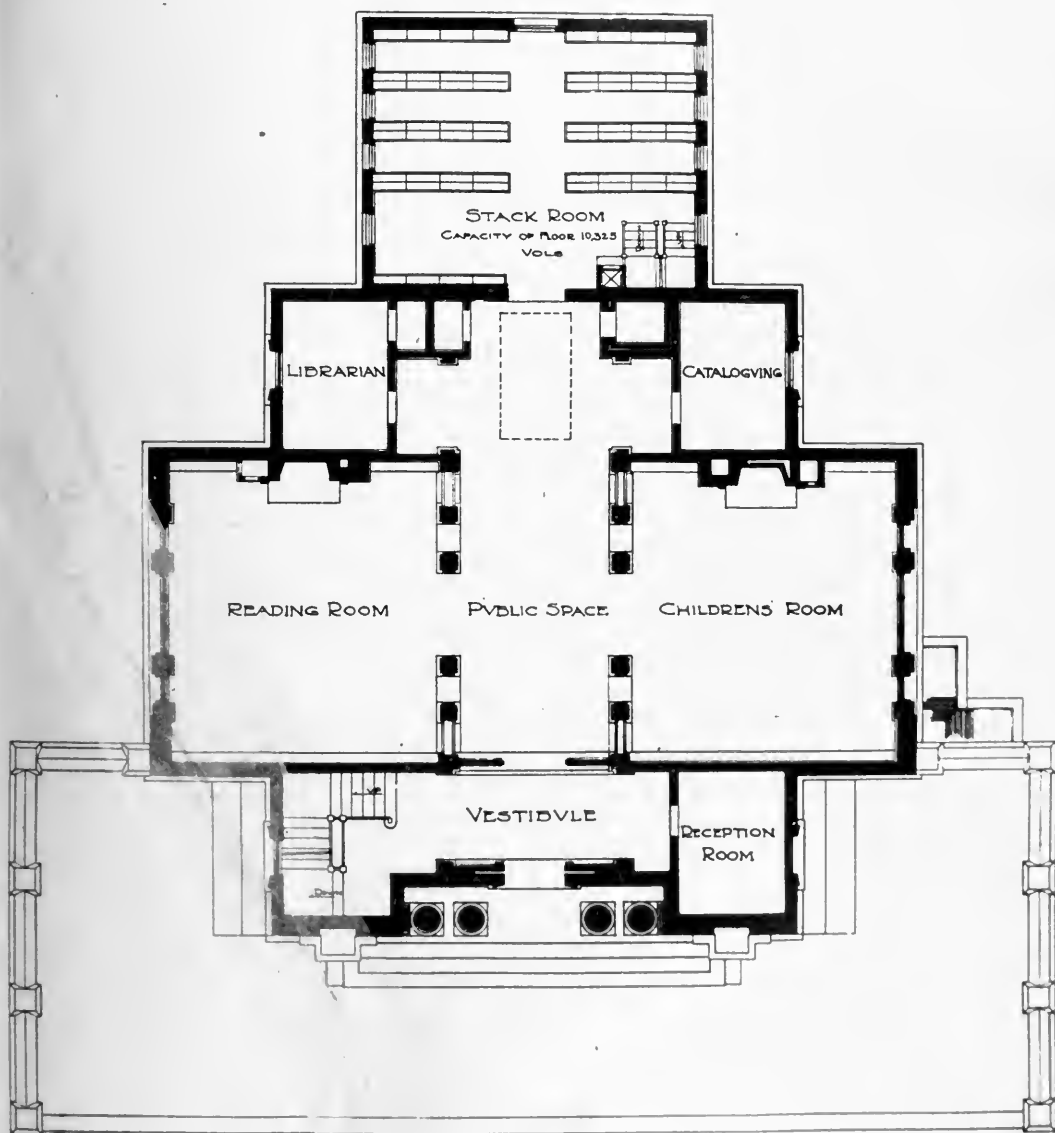 STACK ROOM
CAPACITY OF FLOOR 10,325
VOLS
LIBRARIAN
CATALOGVING
READING ROOM
PVBLIC SPACE
CHILDRENS' ROOM
VP
VESTIBVLE
RECEPTION
ROOM